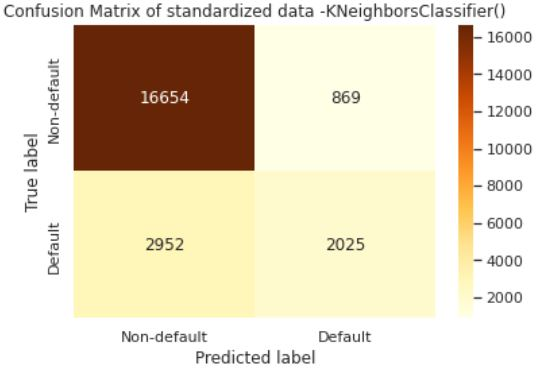 Confusion Matrix of standardized data -KNeighborsClassifier()
True label
Non-default
16654
869
Default
2952
2025
Non-default
Default
Predicted label
16000
14000
12000
10000
8000
6000
4000
2000